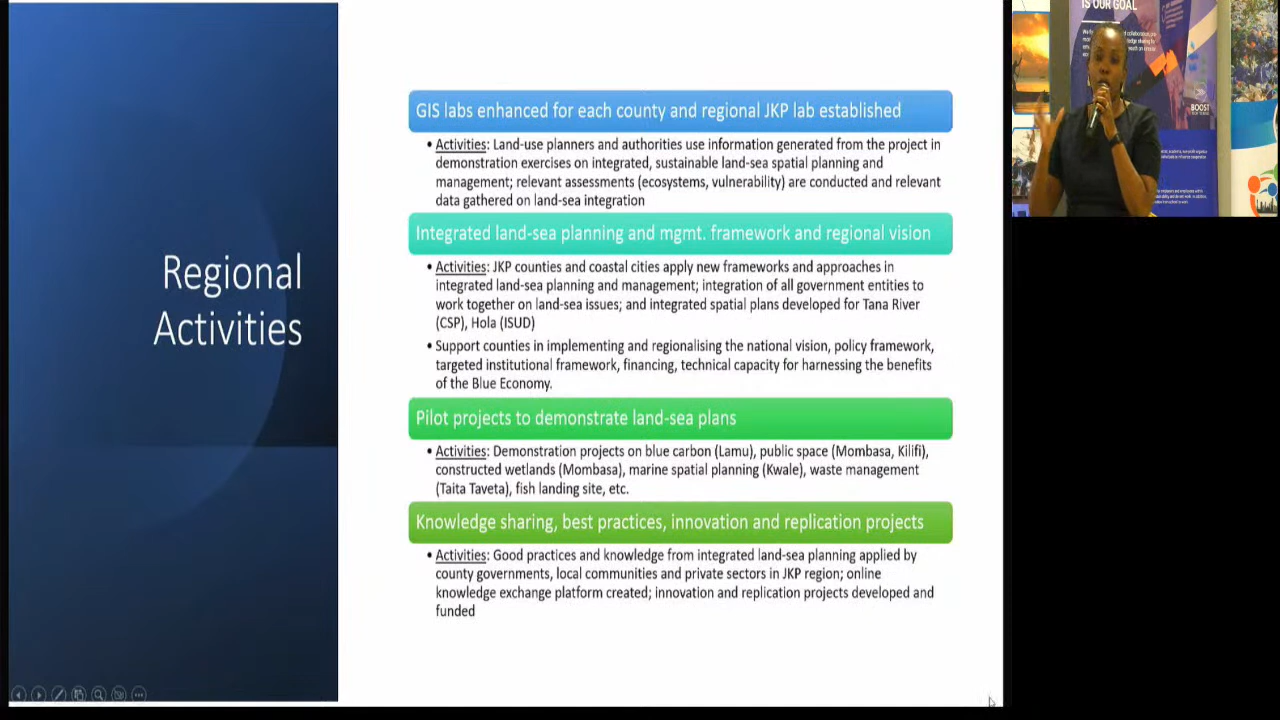 Regional
Activities
GIS labs enhanced for each county and regional JKP lab established
• Activities: Land-use planners and authorities use information generated from the project in
demonstration exercises on integrated, sustainable land-sea spatial planning and
management; relevant assessments (ecosystems, vulnerability) are conducted and relevant
data gathered on land-sea integration
Integrated land-sea planning and mgmt. framework and regional vision
• Activities: JKP counties and coastal cities apply new frameworks and approaches in
integrated land-sea planning and management; integration of all government entities to
work together on land-sea issues; and integrated spatial plans developed for Tana River
(CSP), Hola (ISUD)
• Support counties in implementing and regionalising the national vision, policy framework,
targeted institutional framework, financing, technical capacity for harnessing the benefits
of the Blue Economy.
Pilot projects to demonstrate land-sea plans
• Activities: Demonstration projects on blue carbon (Lamu), public space (Mombasa, Kilifi),
constructed wetlands (Mombasa), marine spatial planning (Kwale), waste management
(Taita Taveta), fish landing site, etc.
Knowledge sharing, best practices, innovation and replication projects
• Activities: Good practices and knowledge from integrated land-sea planning applied by
county governments, local communities and private sectors in JKP region; online
knowledge exchange platform created; innovation and replication projects developed and
funded
IS OUR GOAL
BOOST